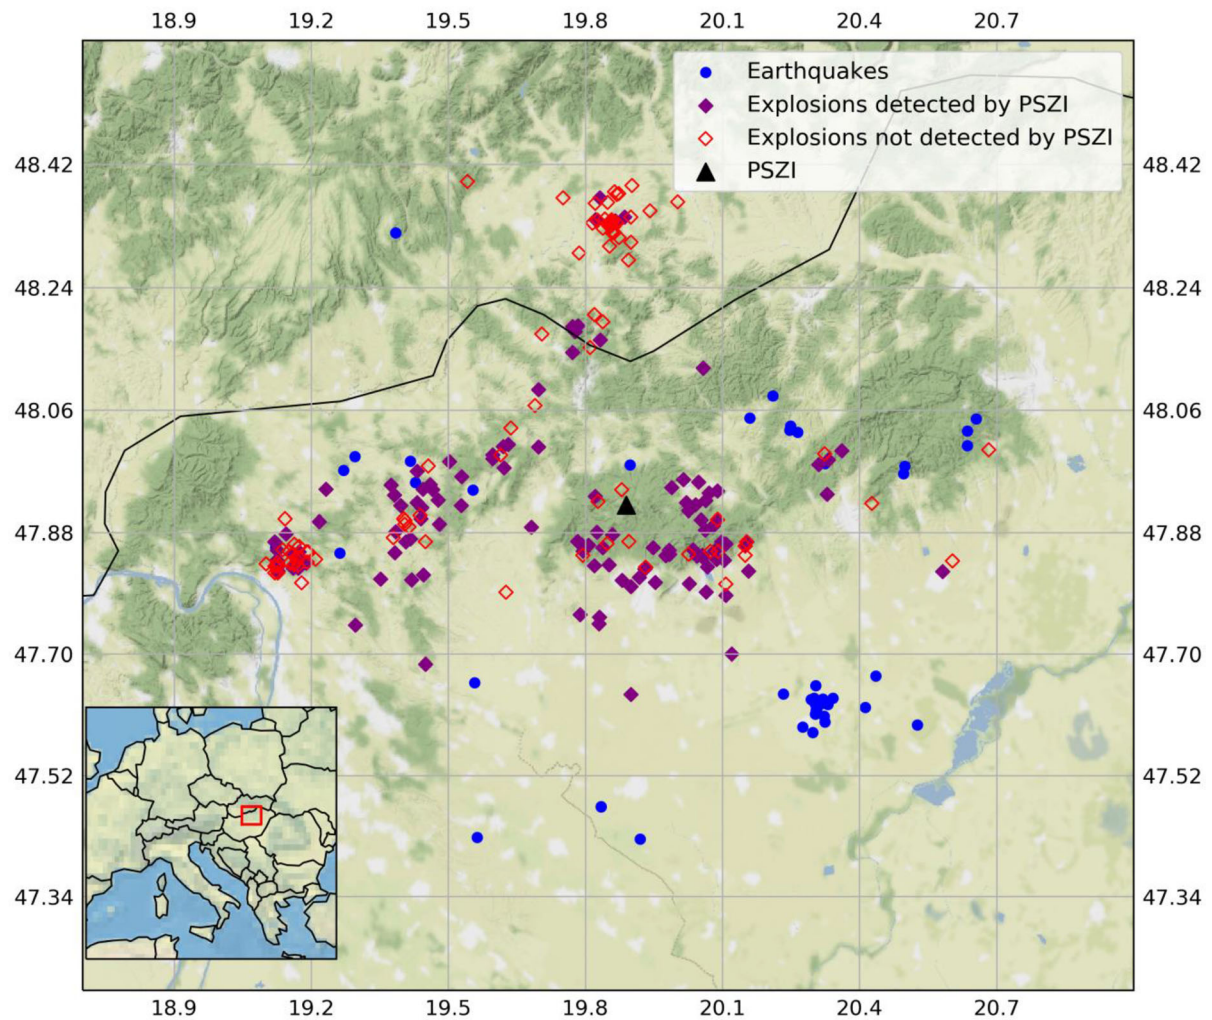 18.9 19.2 19.5 19.8 20.1 20.4 20.7
Earthquakes
Explosions detected by PSZI
Explosions not detected by PSZI
PSZI
48.42 48.42
48.24 48.24
48.06 48.06
47.88 47.88
47.70 47.70
47.52 47.52
47.34 47.34
18.9 19.2 19.5 19.8 20.1 20.4 20.7